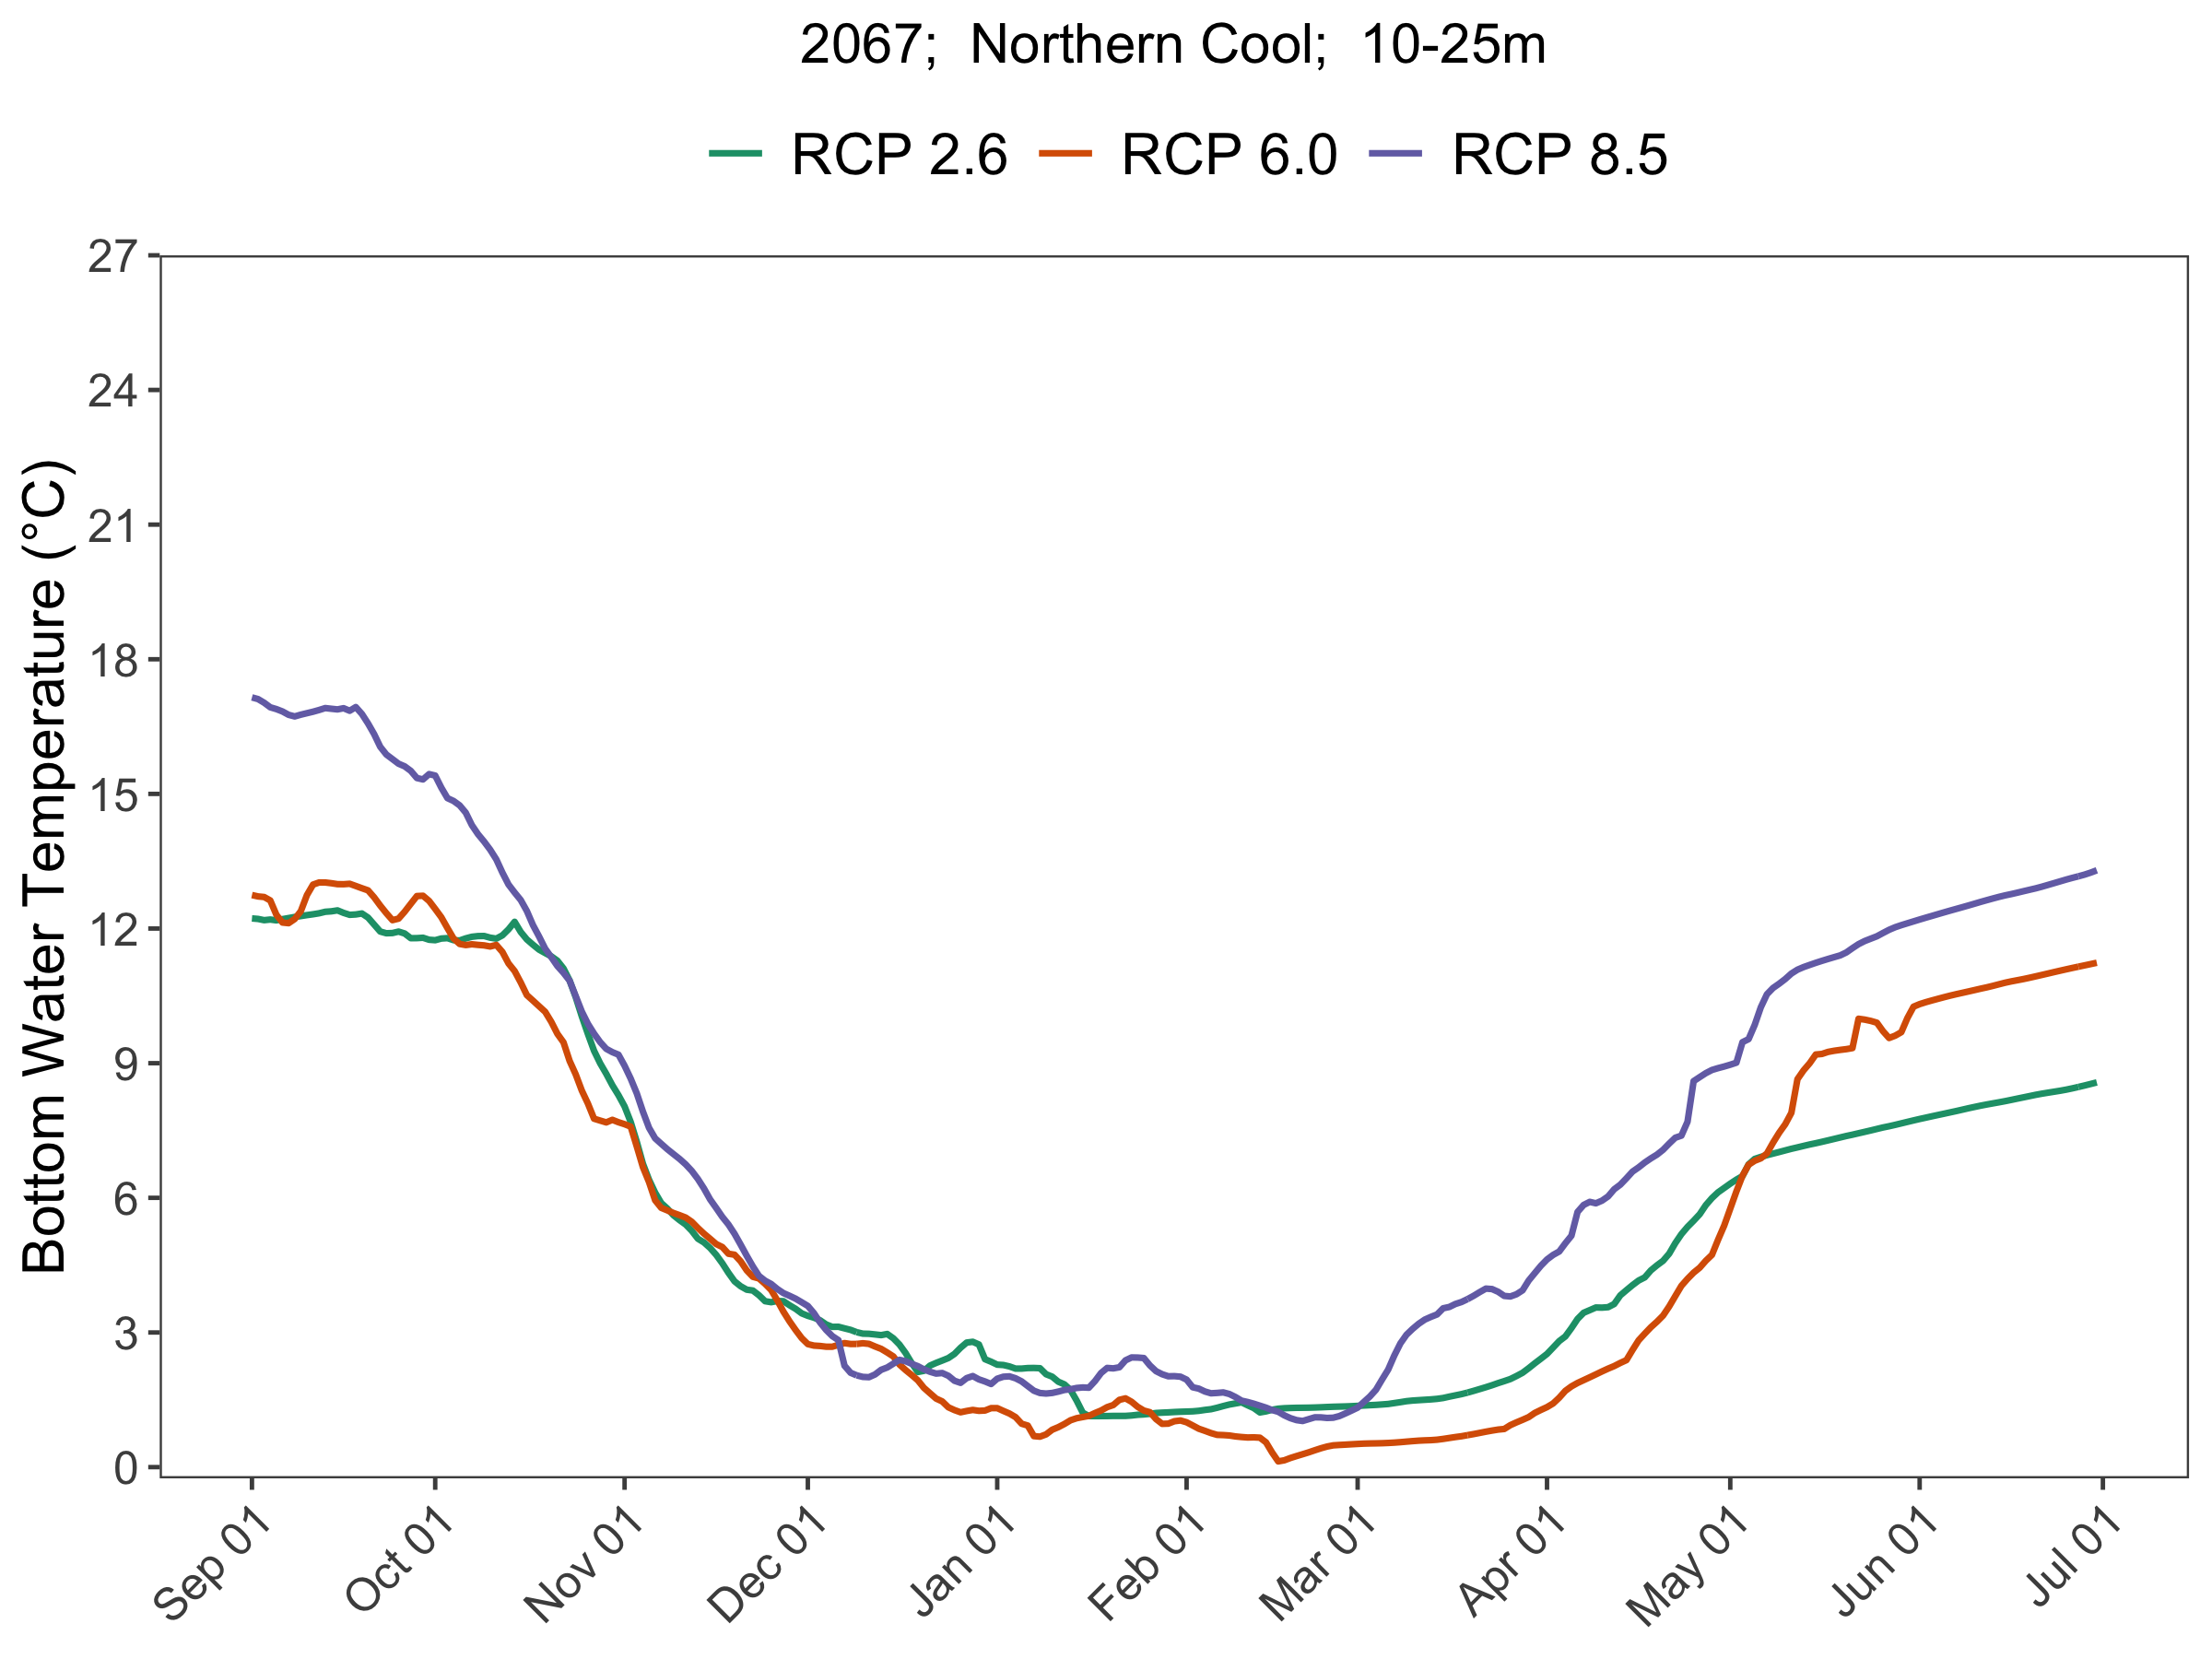 2067;  Northern Cool;  10-25m
RCP 2.6 RCP 6.0 RCP 8.5
Bottom Water Temperature (°C)
27
24
21
18
15
12
9
6
3
0
Sep 01 Oct 01 Nov 01 Dec 01 Jan 01 Feb 01 Mar 01 Apr 01 May 01 Jun 01 Jul 01